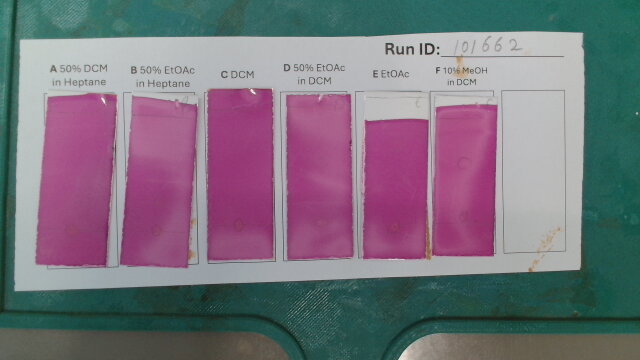 Run ID: 101662
A 50% DCM
in Heptane
B 50% EtOAc
in Heptane
C DCM
D 50% EtOAc
in DCM
E EtOAc
F 10% MeOH
in DCM